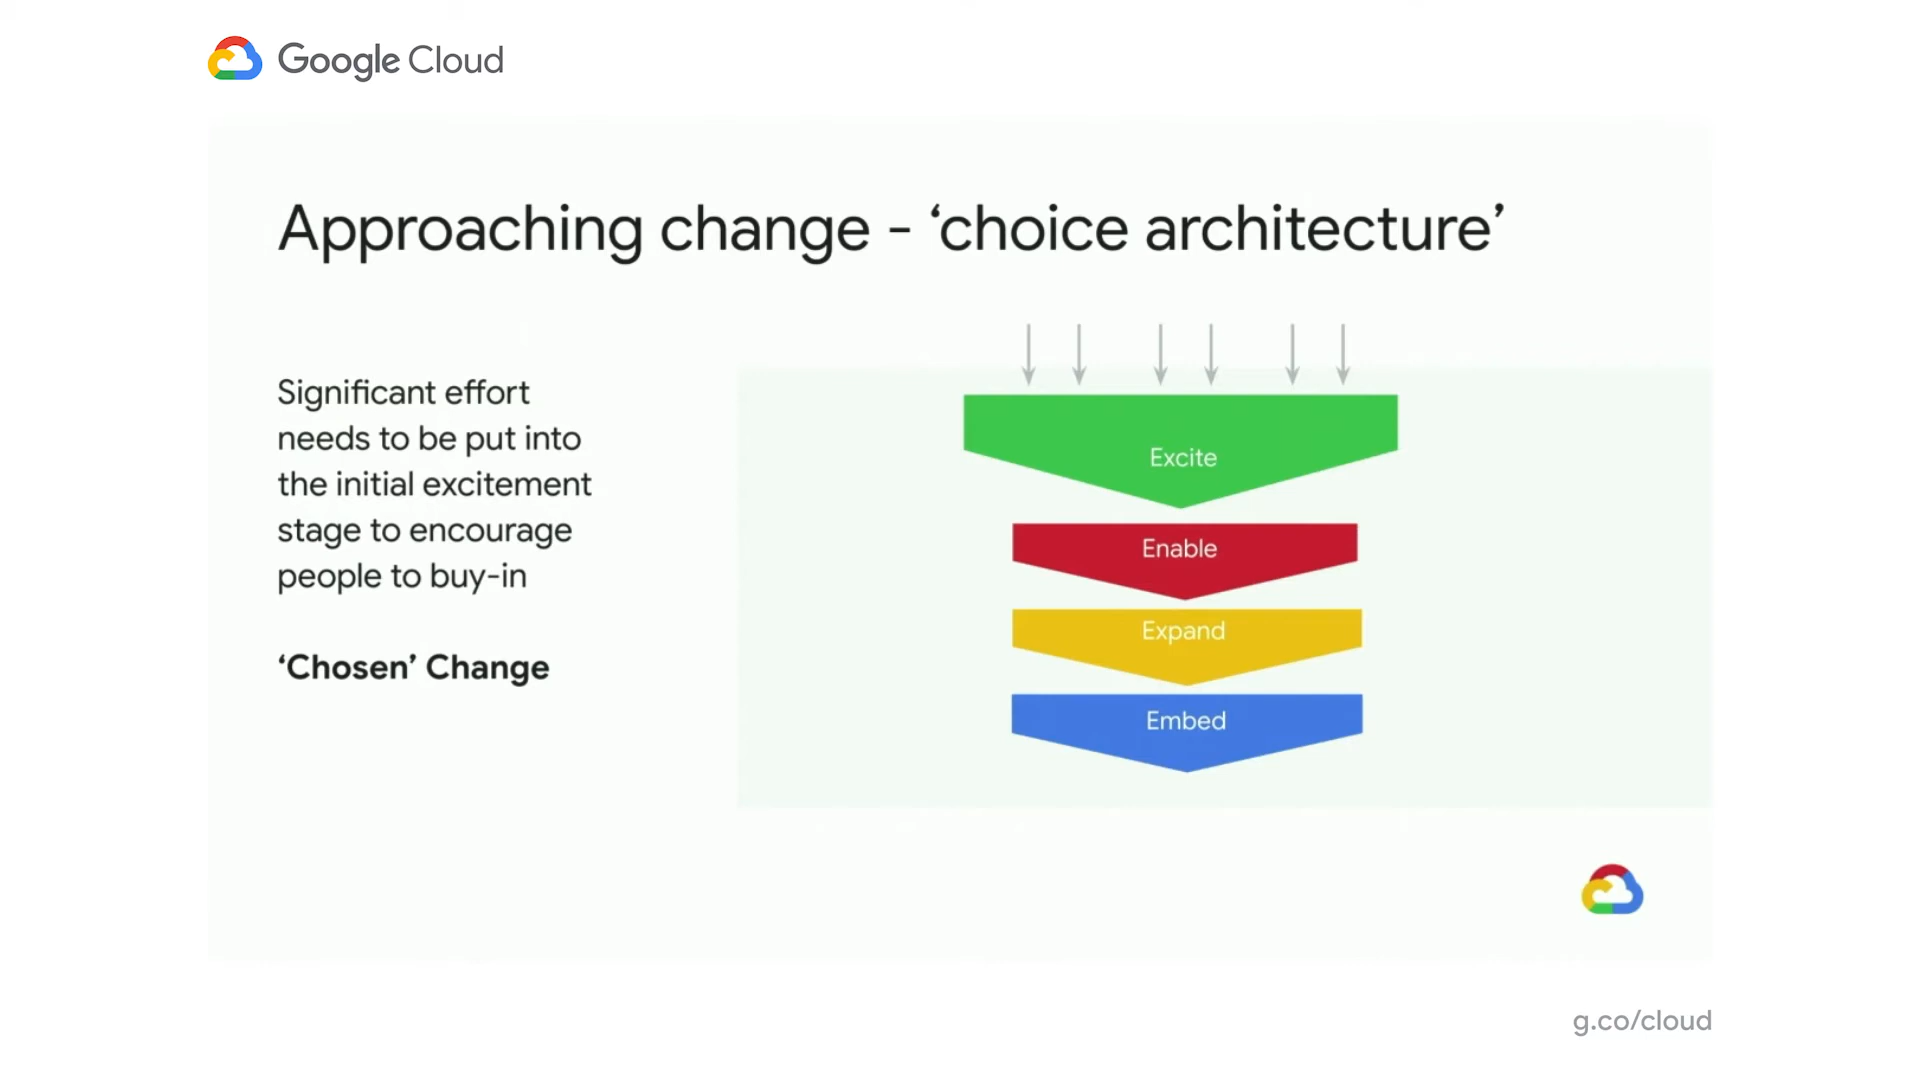 Google Cloud
Approaching change - ‘choice architecture’
Significant effort
needs to be put into
the initial excitement
stage to encourage
people to buy-in
‘Chosen’ Change
Excite
Enable
Expand
Embed
g.co/cloud